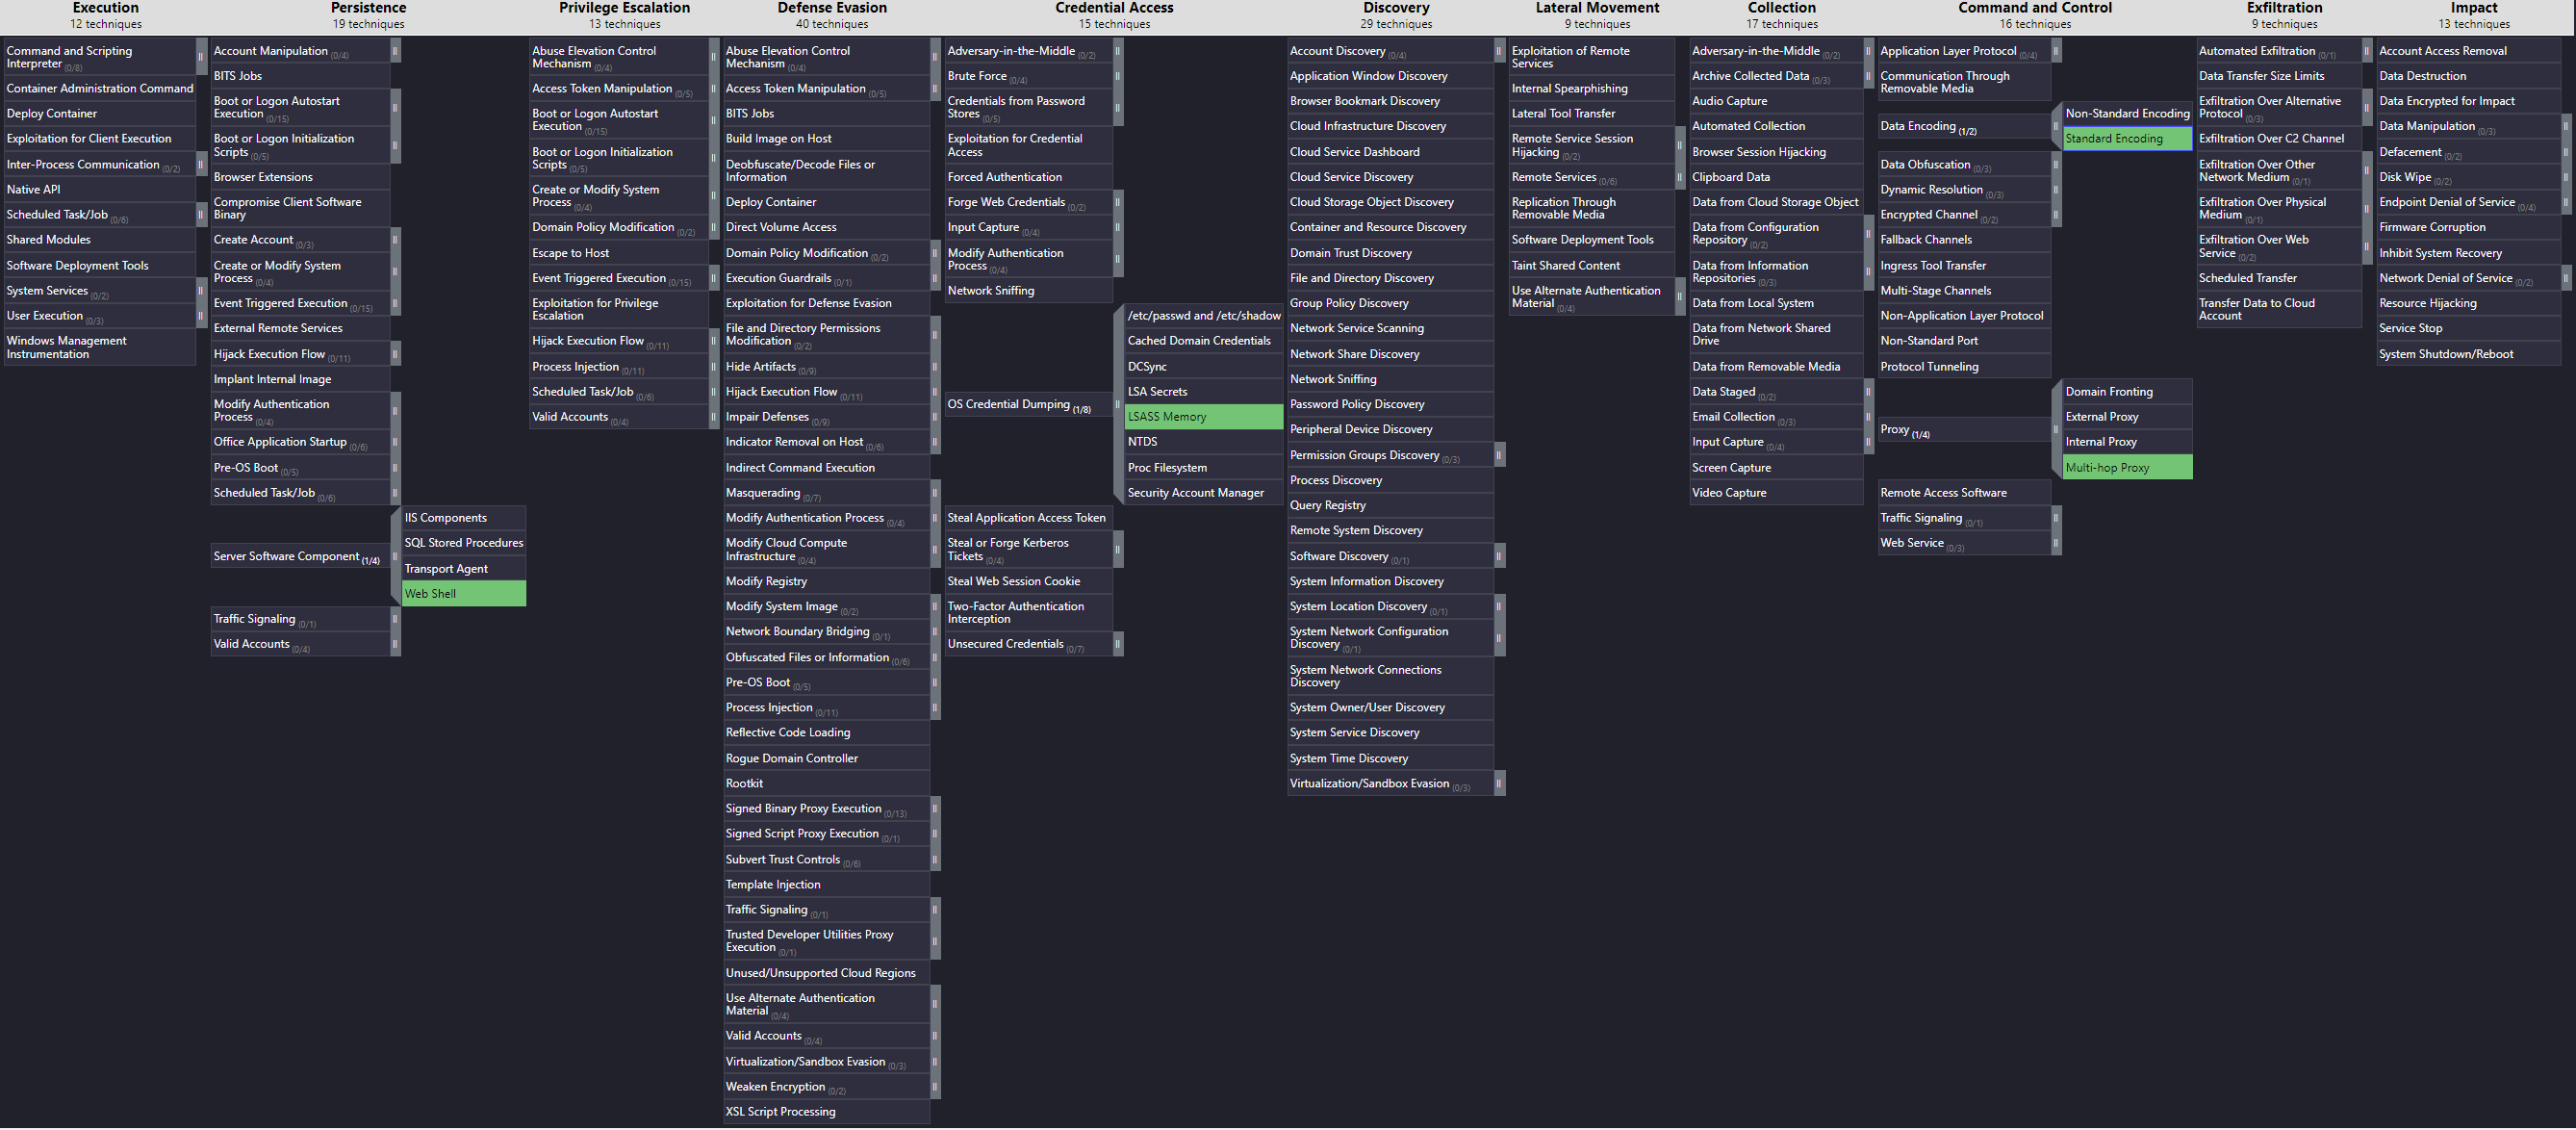 Execution
12 techniques
Command and Scripting
Interpreter (0/8)
Container Administration Command
Deploy Container
Exploitation for Client Execution
Inter-Process Communication (0/2)
Native API
Scheduled Task/Job (0/6)
Shared Modules
Software Deployment Tools
System Services (0/2)
User Execution (0/3)
Windows Management
Instrumentation
Persistence
19 techniques
Account Manipulation (0/4)
BITS Jobs
Boot or Logon Autostart
Execution (0/15)
Boot or Logon Initialization
Scripts (0/5)
Browser Extensions
Compromise Client Software
Binary
Create Account (0/3)
Create or Modify System
Process (0/4)
Event Triggered Execution (0/15)
External Remote Services
Hijack Execution Flow (0/11)
Implant Internal Image
Modify Authentication
Process (0/4)
Office Application Startup (0/6)
Pre-OS Boot (0/5)
Scheduled Task/Job (0/6)
Server Software Component (1/4)
IIS Components
SQL Stored Procedures
Transport Agent
Web Shell
Traffic Signaling (0/1)
Valid Accounts (0/4)
Privilege Escalation
13 techniques
Abuse Elevation Control
Mechanism (0/4)
Access Token Manipulation (0/5)
Boot or Logon Autostart
Execution (0/15)
Boot or Logon Initialization
Scripts (0/5)
Create or Modify System
Process (0/4)
Domain Policy Modification (0/2)
Escape to Host
Event Triggered Execution (0/15)
Exploitation for Privilege
Escalation
Hijack Execution Flow (0/11)
Process Injection (0/11)
Scheduled Task/Job (0/6)
Valid Accounts (0/4)
Defense Evasion
40 techniques
Abuse Elevation Control
Mechanism (0/4)
Access Token Manipulation (0/5)
BITS Jobs
Build Image on Host
Deobfuscate/Decode Files or
Information
Deploy Container
Direct Volume Access
Domain Policy Modification (0/2)
Execution Guardrails (0/1)
Exploitation for Defense Evasion
File and Directory Permissions
Modification (0/2)
Hide Artifacts (0/9)
Hijack Execution Flow (0/11)
Impair Defenses (0/9)
Indicator Removal on Host (0/6)
Indirect Command Execution
Masquerading (0/7)
Modify Authentication Process (0/4)
Modify Cloud Compute
Infrastructure (0/4)
Modify Registry
Modify System Image (0/2)
Network Boundary Bridging (0/1)
Obfuscated Files or Information (0/6)
Pre-OS Boot (0/5)
Process Injection (0/11)
Reflective Code Loading
Rogue Domain Controller
Rootkit
Signed Binary Proxy Execution (0/13)
Signed Script Proxy Execution (0/1)
Subvert Trust Controls (0/6)
Template Injection
Traffic Signaling (0/1)
Trusted Developer Utilities Proxy
Execution (0/1)
Unused/Unsupported Cloud Regions
Use Alternate Authentication
Material (0/4)
Valid Accounts (0/4)
Virtualization/Sandbox Evasion (0/3)
Weaken Encryption (0/2)
XSL Script Processing
Credential Access
15 techniques
Adversary-in-the-Middle (0/2)
Brute Force (0/4)
Credentials from Password
Stores (0/5)
Exploitation for Credential
Access
Forced Authentication
Forge Web Credentials (0/2)
Input Capture (0/4)
Modify Authentication
Process (0/4)
Network Sniffing
OS Credential Dumping (1/8)
/etc/passwd and /etc/shadow
Cached Domain Credentials
DCSync
LSA Secrets
LSASS Memory
NTDS
Proc Filesystem
Security Account Manager
Steal Application Access Token
Steal or Forge Kerberos
Tickets (0/4)
Steal Web Session Cookie
Two-Factor Authentication
Interception
Unsecured Credentials (0/7)
Discovery
29 techniques
Account Discovery (0/4)
Application Window Discovery
Browser Bookmark Discovery
Cloud Infrastructure Discovery
Cloud Service Dashboard
Cloud Service Discovery
Cloud Storage Object Discovery
Container and Resource Discovery
Domain Trust Discovery
File and Directory Discovery
Group Policy Discovery
Network Service Scanning
Network Share Discovery
Network Sniffing
Password Policy Discovery
Peripheral Device Discovery
Permission Groups Discovery (0/3)
Process Discovery
Query Registry
Remote System Discovery
Software Discovery (0/1)
System Information Discovery
System Location Discovery (0/1)
System Network Configuration
Discovery (0/1)
System Network Connections
Discovery
System Owner/User Discovery
System Service Discovery
System Time Discovery
Virtualization/Sandbox Evasion (0/3)
Lateral Movement
9 techniques
Exploitation of Remote
Services
Internal Spearphishing
Lateral Tool Transfer
Remote Service Session
Hijacking (0/2)
Remote Services (0/6)
Replication Through
Removable Media
Software Deployment Tools
Taint Shared Content
Use Alternate Authentication
Material (0/4)
Collection
17 techniques
Adversary-in-the-Middle (0/2)
Archive Collected Data (0/3)
Audio Capture
Automated Collection
Browser Session Hijacking
Clipboard Data
Data from Cloud Storage Object
Data from Configuration
Repository (0/2)
Data from Information
Repositories (0/3)
Data from Local System
Data from Network Shared
Drive
Data from Removable Media
Data Staged (0/2)
Email Collection (0/3)
Input Capture (0/4)
Screen Capture
Video Capture
Command and Control
16 techniques
Application Layer Protocol (0/4)
Communication Through
Removable Media
Data Encoding (1/2)
Non-Standard Encoding
Standard Encoding
Data Obfuscation (0/3)
Dynamic Resolution (0/3)
Encrypted Channel (0/2)
Fallback Channels
Ingress Tool Transfer
Multi-Stage Channels
Non-Application Layer Protocol
Non-Standard Port
Protocol Tunneling
Proxy (1/4)
Domain Fronting
External Proxy
Internal Proxy
Multi-hop Proxy
Remote Access Software
Traffic Signaling (0/1)
Web Service (0/3)
Exfiltration
9 techniques
Automated Exfiltration (0/1)
Data Transfer Size Limits
Exfiltration Over Alternative
Protocol (0/3)
Exfiltration Over C2 Channel
Exfiltration Over Other
Network Medium (0/1)
Exfiltration Over Physical
Medium (0/1)
Exfiltration Over Web
Service (0/2)
Scheduled Transfer
Transfer Data to Cloud
Account
Impact
13 techniques
Account Access Removal
Data Destruction
Data Encrypted for Impact
Data Manipulation (0/3)
Defacement (0/2)
Disk Wipe (0/2)
Endpoint Denial of Service (0/4)
Firmware Corruption
Inhibit System Recovery
Network Denial of Service (0/2)
Resource Hijacking
Service Stop
System Shutdown/Reboot